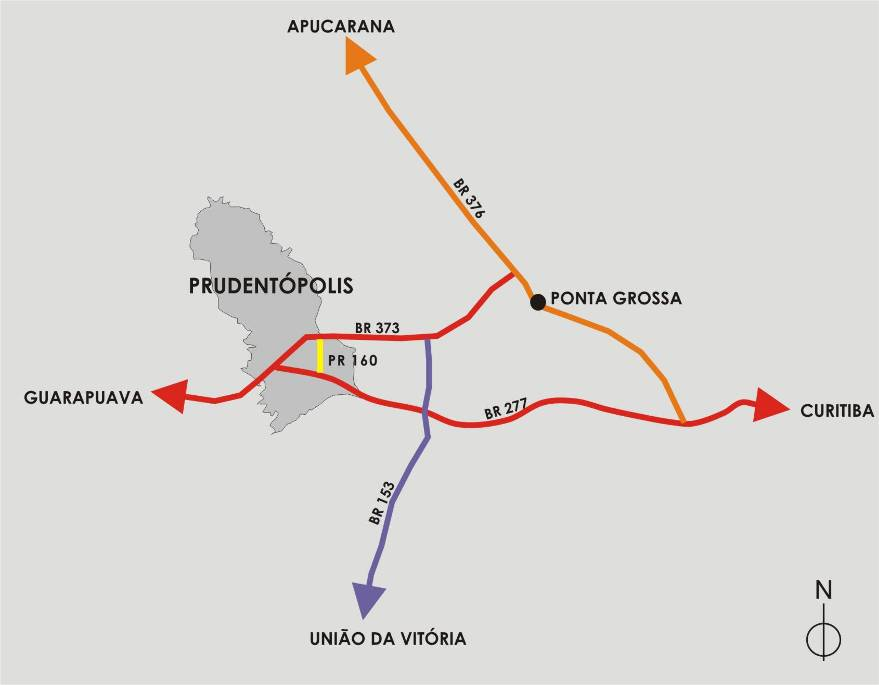 APUCARANA
BR 376
PRUDENTÓPOLIS
PONTA GROSSA
BR 373
PR 160
GUARAPUAVA
BR 277
CURITIBA
BR 153
N
UNIÃO DA VITÓRIA